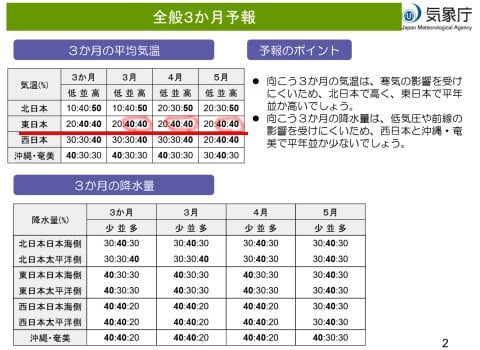 全般3か月予報
気象庁
Japan Meteorological Agency
3か月の平均気温
気温(%) 3か月 3月 4月 5月
低 並 高 低 並 高 低 並 高 低 並 高
北日本 10:40:50 10:40:50 20:30:50 20:30:50
東日本 20:40:40 20:40:40 20:40:40 20:40:40
西日本 30:30:40 30:40:30 30:30:40 20:40:40
沖縄・奄美 40:30:30 40:30:30 40:30:30 30:40:30
予報のポイント
● 向こう3か月の気温は、寒気の影響を受け
にくいため、北日本で高く、東日本で平年
並か高いでしょう。
● 向こう3か月の降水量は、低気圧や前線の
影響を受けにくいため、西日本と沖縄・奄
美で平年並か少ないでしょう。
3か月の降水量
降水量(%) 3か月 3月 4月 5月
少 並 多 少 並 多 少 並 多 少 並 多
北日本日本海側 30:40:30 30:40:30 30:40:30 30:40:30
北日本太平洋側 30:30:40 30:30:40 30:40:30 30:40:30
東日本日本海側 40:30:30 40:30:30 40:30:30 30:40:30
東日本太平洋側 40:30:30 40:30:30 40:30:30 30:40:30
西日本日本海側 40:40:20 40:40:20 40:40:20 30:40:30
西日本太平洋側 40:40:20 40:40:20 40:40:20 30:40:30
沖縄・奄美 40:40:20 40:40:20 40:40:20 40:30:30
2